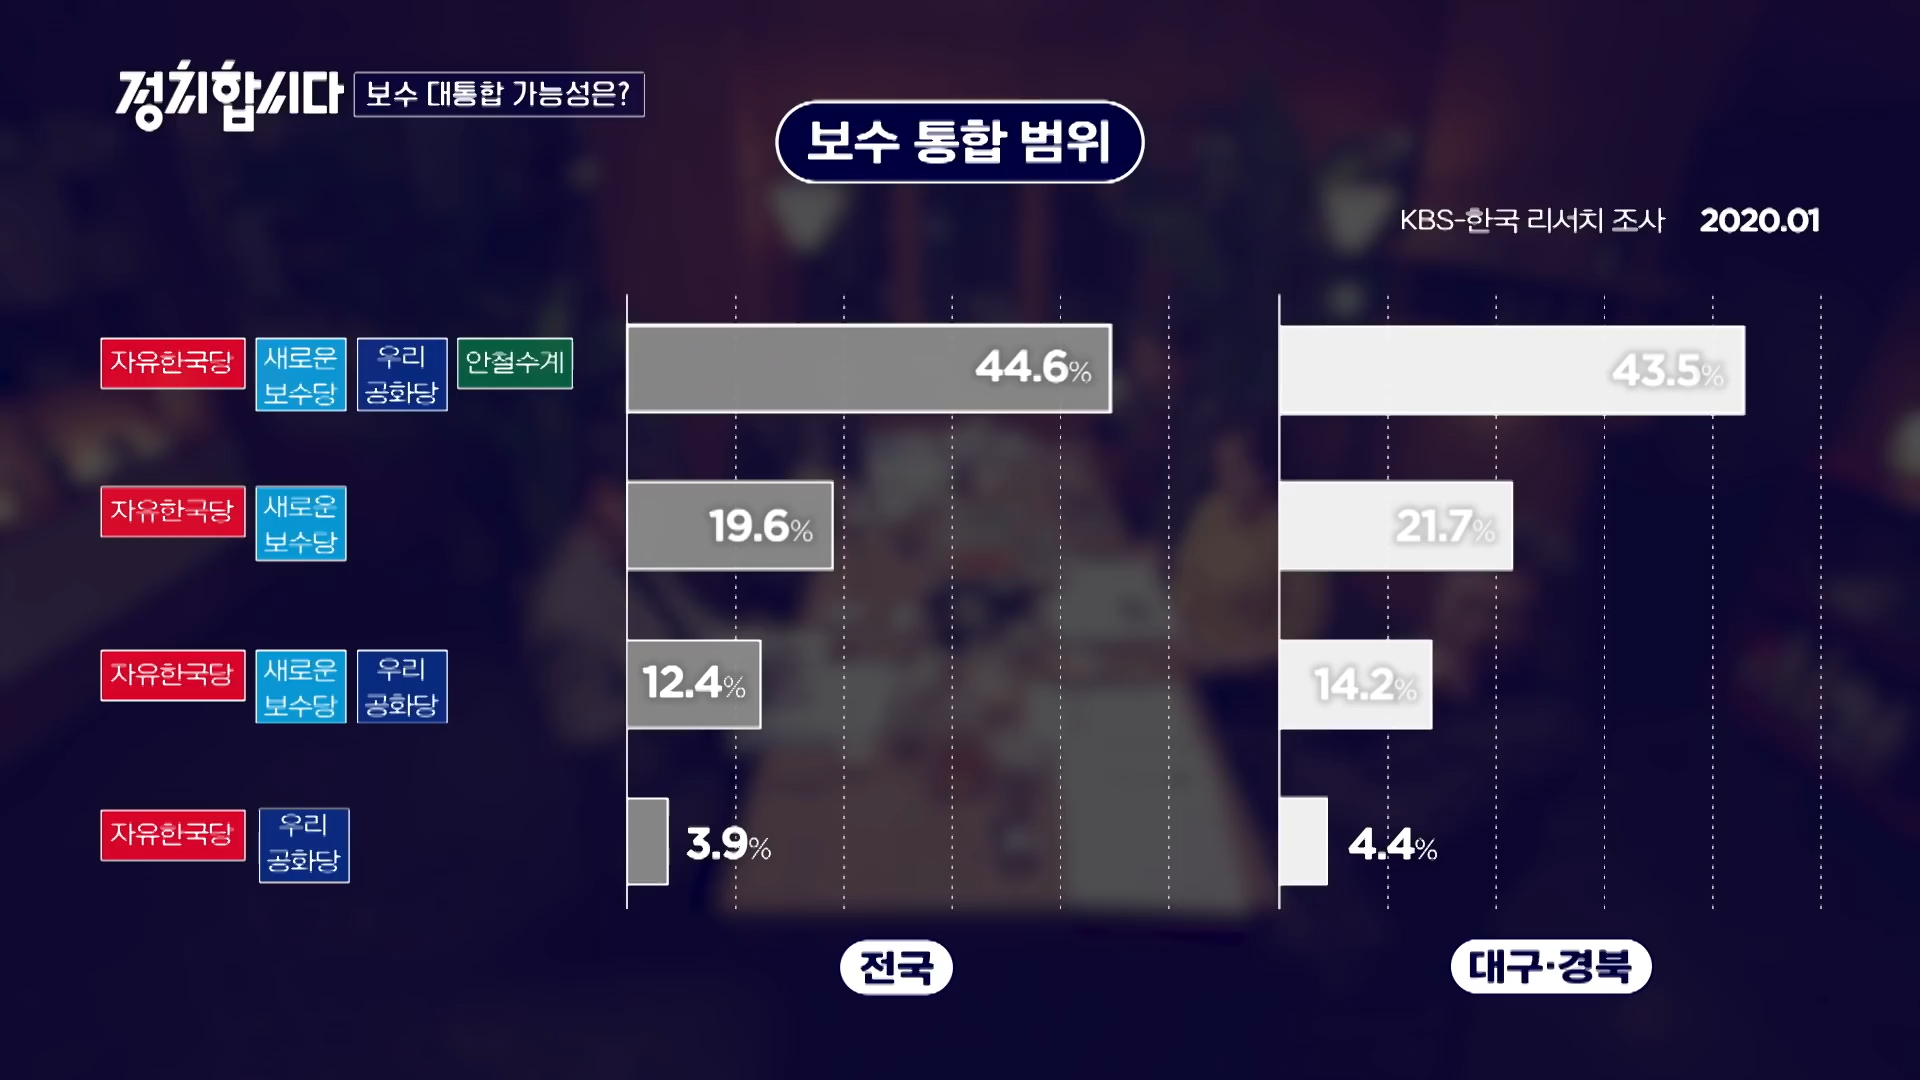 정치합시다
보수 대통합 가능성은?
보수 통합 범위
KBS-한국 리서치 조사 2020.01
자유한국당
새로운
보수당
우리
공화당
안철수계
44.6%
43.5%
자유한국당
새로운
보수당
19.6%
21.7%
자유한국당
새로운
보수당
우리
공화당
12.4%
14.2%
자유한국당
우리
공화당
3.9%
4.4%
전국
대구·경북